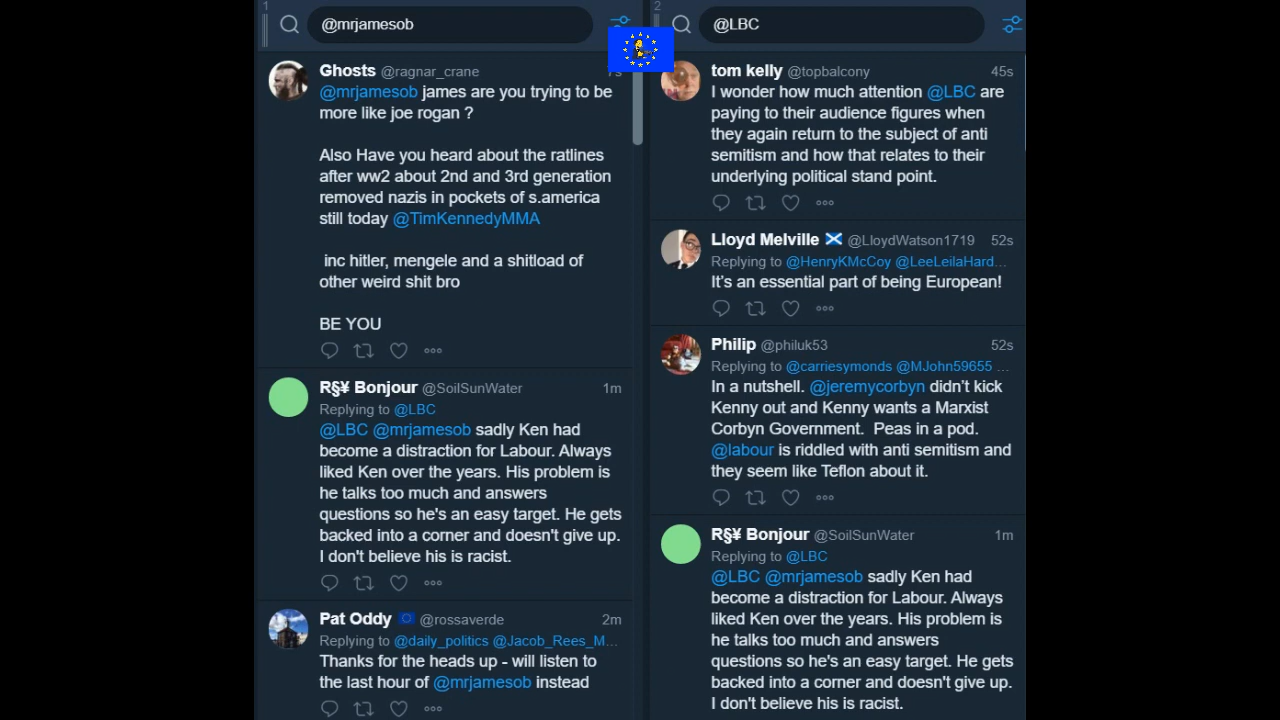 1
@mrjamesob
Ghosts @ragnar_crane
@mrjamesob james are you trying to be
more like joe rogan ?
Also Have you heard about the ratlines
after ww2 about 2nd and 3rd generation
removed nazis in pockets of s.america
still today @TimKennedyMMA
inc hitler, mengele and a shitload of
other weird shit bro
BE YOU
R§¥ Bonjour @SoilSunWater 1m
Replying to @LBC
@LBC @mrjamesob sadly Ken had
become a distraction for Labour. Always
liked Ken over the years. His problem is
he talks too much and answers
questions so he's an easy target. He gets
backed into a corner and doesn't give up.
I don't believe his is racist.
Pat Oddy @rossaverde 2m
Replying to @daily_politics @Jacob_Rees_M...
Thanks for the heads up - will listen to
the last hour of @mrjamesob instead
2
@LBC
tom kelly @topbalcony 45s
I wonder how much attention @LBC are
paying to their audience figures when
they again return to the subject of anti
semitism and how that relates to their
underlying political stand point.
Lloyd Melville @LloydWatson1719 52s
Replying to @HenryKMcCoy @LeeLeilaHard...
It's an essential part of being European!
Philip @philuk53 52s
Replying to @carriesymonds @MJohn59655 ...
In a nutshell. @jeremycorbyn didn't kick
Kenny out and Kenny wants a Marxist
Corbyn Government. Peas in a pod.
@labour is riddled with anti semitism and
they seem like Teflon about it.
R§¥ Bonjour @SoilSunWater 1m
Replying to @LBC
@LBC @mrjamesob sadly Ken had
become a distraction for Labour. Always
liked Ken over the years. His problem is
he talks too much and answers
questions so he's an easy target. He gets
backed into a corner and doesn't give up.
I don't believe his is racist.